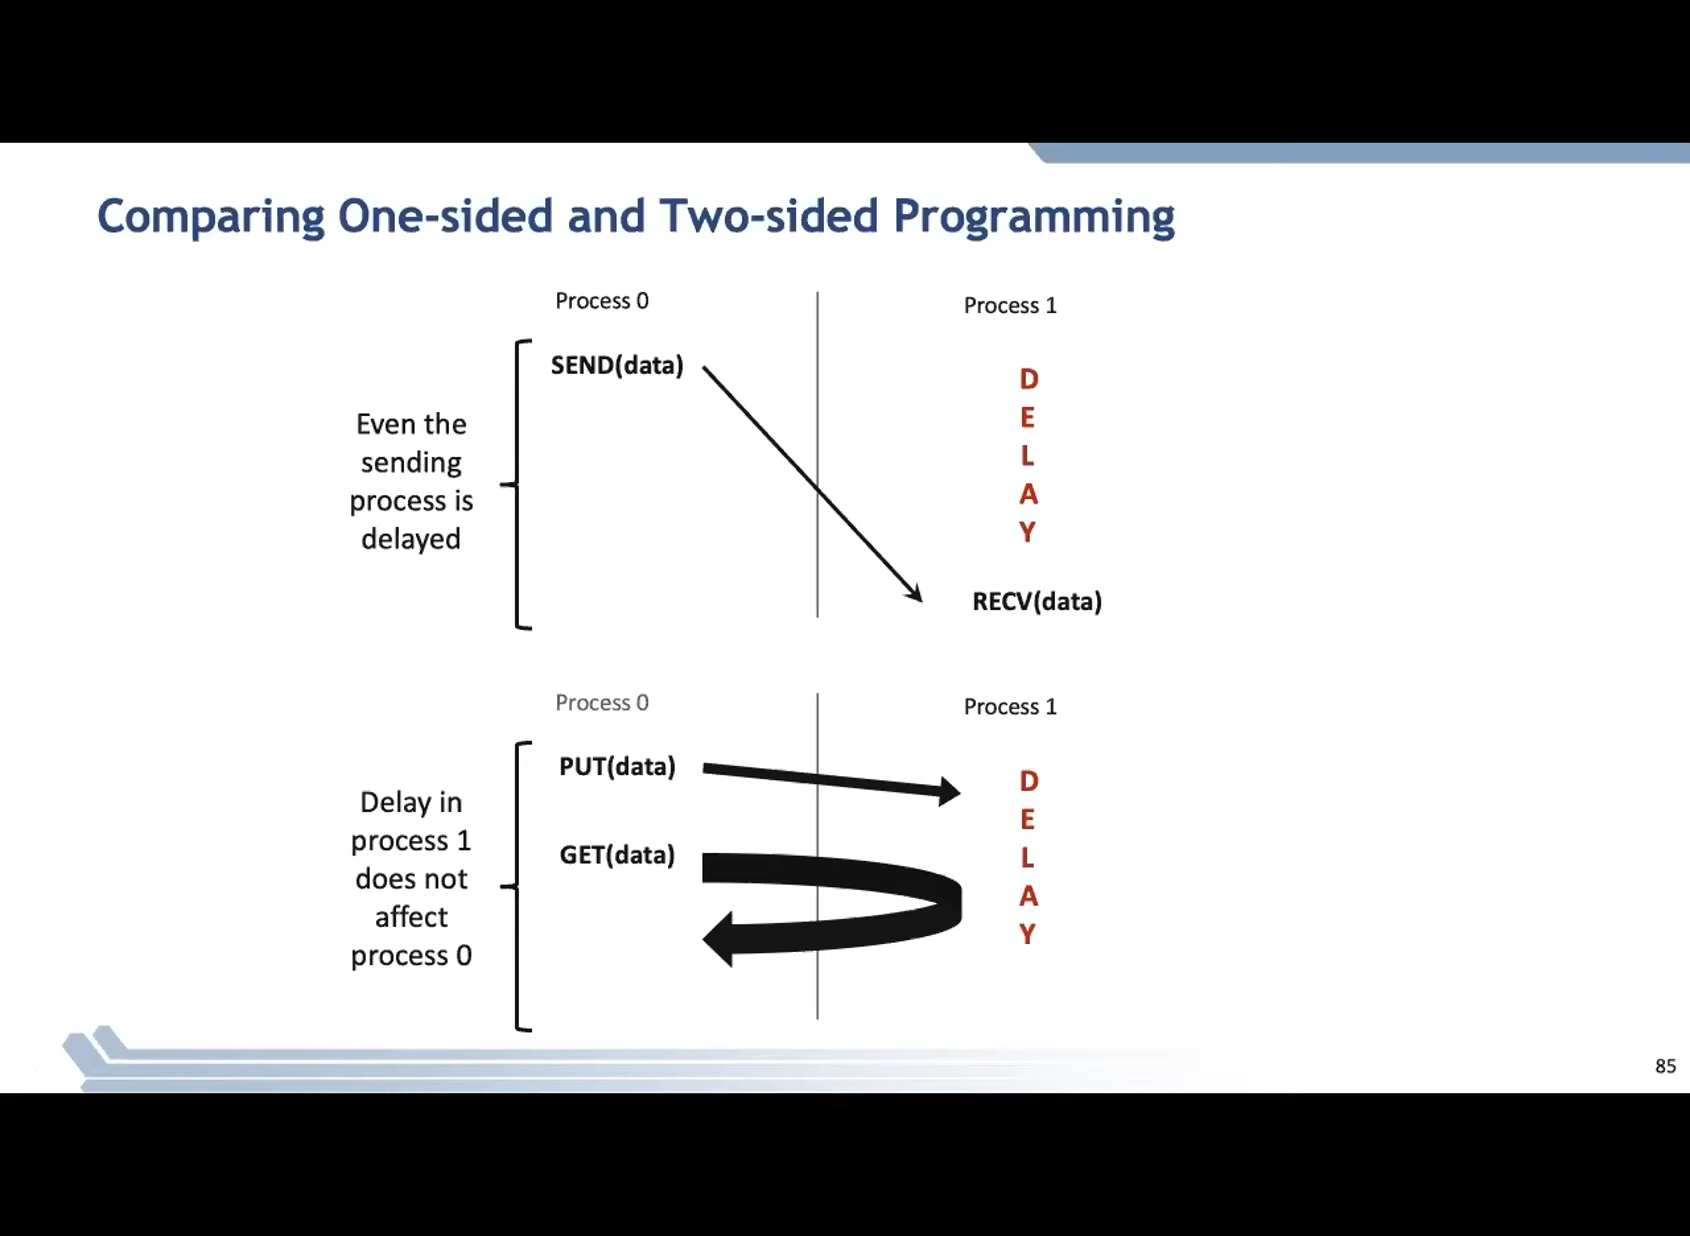 Comparing One-sided and Two-sided Programming
Process 0
Process 1
SEND(data)
Even the
sending
process is
delayed
D
E
L
A
Y
RECV(data)
Process 0
Process 1
PUT(data)
GET(data)
Delay in
process 1
does not
affect
process 0
D
E
L
A
Y
85